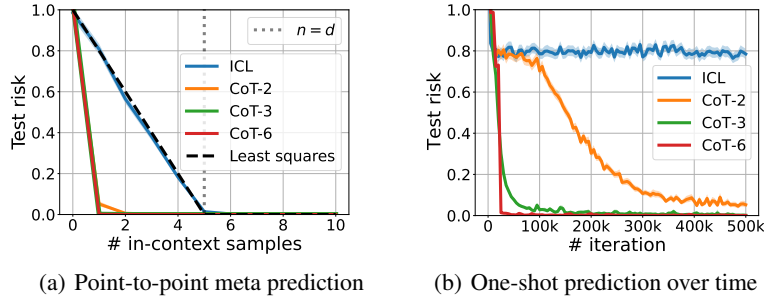 Test risk
1.0
0.8
0.6
0.4
0.2
0.0
n = d
ICL
CoT-2
CoT-3
CoT-6
Least squares
0 2 4 6 8 10
# in-context samples
(a) Point-to-point meta prediction
Test risk
1.0
0.8
0.6
0.4
0.2
0.0
ICL
CoT-2
CoT-3
CoT-6
0 100k 200k 300k 400k 500k
# iteration
(b) One-shot prediction over time